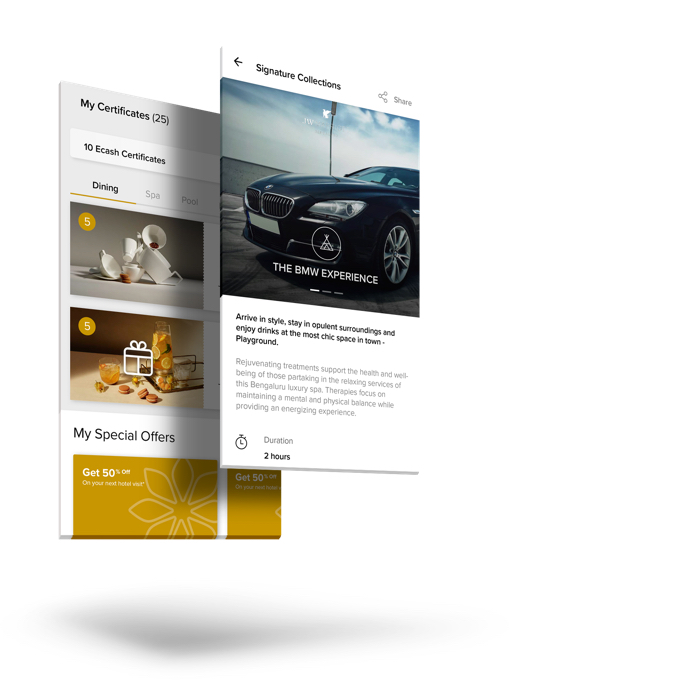 My Certificates (25)
10 Ecash Certificates
Dining
Spa
Pool
5
5
My Special Offers
Get 50% Off
On your next hotel visit*
Get 50% Off
On your next hotel
Signature Collections
Share
THE BMW EXPERIENCE
Arrive in style, stay in opulent surroundings and
enjoy drinks at the most chic space in town -
Playground.
Rejuvenating treatments support the health and well-
being of those partaking in the relaxing services of
this Bengaluru luxury spa. Therapies focus on
maintaining a mental and physical balance while
providing an energizing experience.
Duration
2 hours